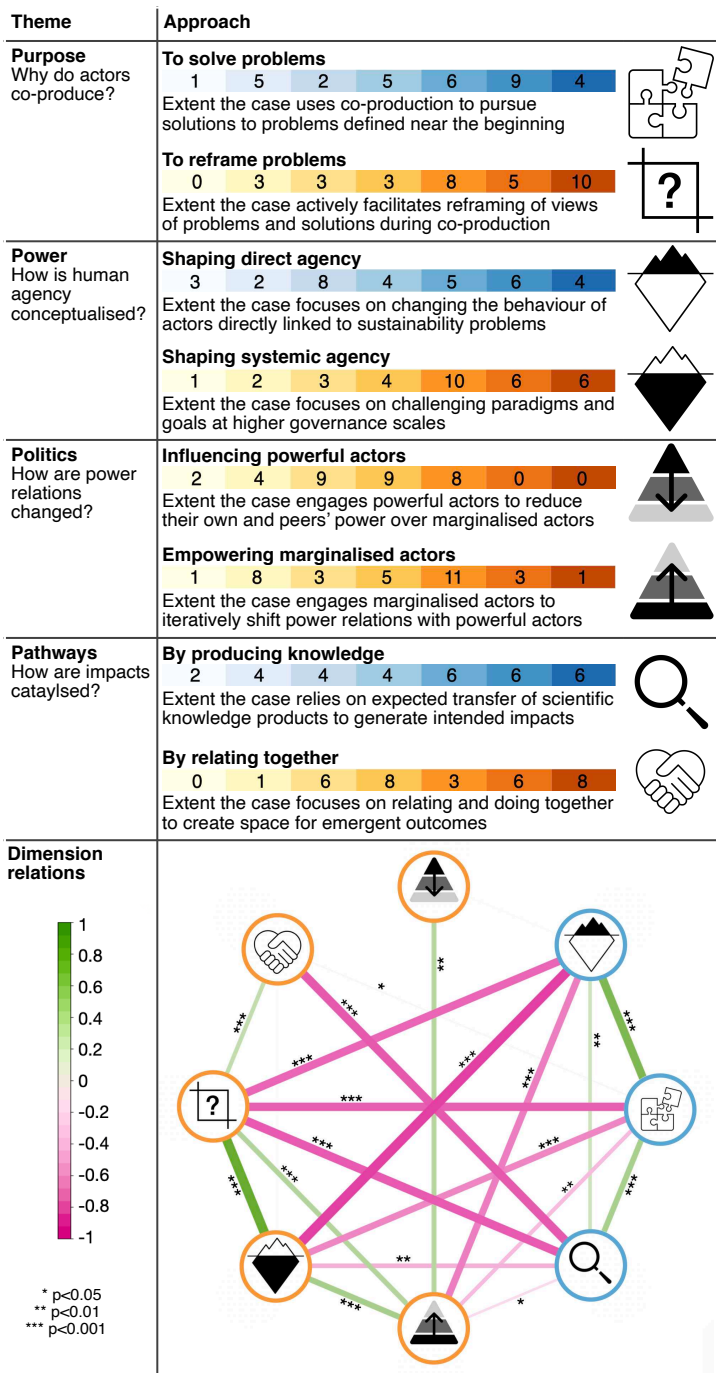 Theme Approach
Purpose
Why do actors
co-produce?
To solve problems
1 5 2 5 6 9 4
Extent the case uses co-production to pursue
solutions to problems defined near the beginning
To reframe problems
0 3 3 3 8 5 10
Extent the case actively facilitates reframing of views
of problems and solutions during co-production
?
Power
How is human
agency
conceptualised?
Shaping direct agency
3 2 8 4 5 6 4
Extent the case focuses on changing the behaviour of
actors directly linked to sustainability problems
Shaping systemic agency
1 2 3 4 10 6 6
Extent the case focuses on challenging paradigms and
goals at higher governance scales
Politics
How are power
relations
changed?
Influencing powerful actors
2 4 9 9 8 0 0
Extent the case engages powerful actors to reduce
their own and peers' power over marginalised actors
Empowering marginalised actors
1 8 3 5 11 3 1
Extent the case engages marginalised actors to
iteratively shift power relations with powerful actors
Pathways
How are impacts
cataylsed?
By producing knowledge
2 4 4 4 6 6 6
Extent the case relies on expected transfer of scientific
knowledge products to generate intended impacts
By relating together
0 1 6 8 3 6 8
Extent the case focuses on relating and doing together
to create space for emergent outcomes
Dimension
relations
1
0.8
0.6
0.4
0.2
0
-0.2
-0.4
-0.6
-0.8
-1
* p<0.05
** p<0.01
*** p<0.001
**
*
***
***
***
***
***
**
***
***
?
***
***
***
***
**
***
**
***
*